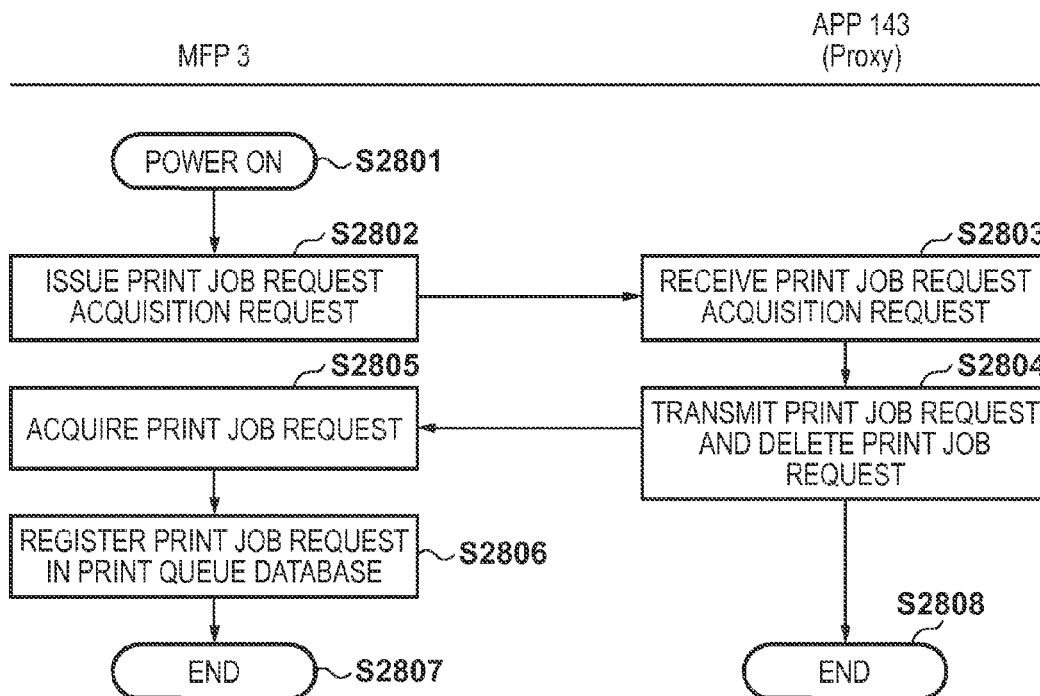 MFP 3
APP 143
(Proxy)
POWER ON
S2801
S2802
ISSUE PRINT JOB REQUEST
ACQUISITION REQUEST
S2803
RECEIVE PRINT JOB REQUEST
ACQUISITION REQUEST
S2805
ACQUIRE PRINT JOB REQUEST
S2804
TRANSMIT PRINT JOB REQUEST
AND DELETE PRINT JOB
REQUEST
REGISTER PRINT JOB REQUEST
IN PRINT QUEUE DATABASE
S2806
END
S2807
S2808
END